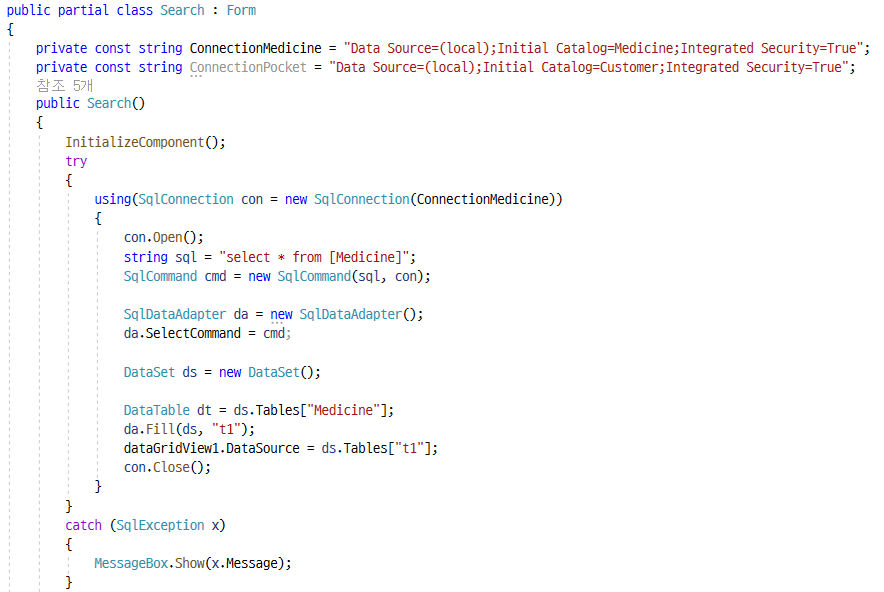 public partial class Search : Form
{
private const string ConnectionMedicine = "Data Source=(local);Initial Catalog=Medicine;Integrated Security=True";
private const string ConnectionPocket = "Data Source=(local);Initial Catalog=Customer;Integrated Security=True";
참조 5개
public Search()
{
InitializeComponent();
try
{
using(SqlConnection con = new SqlConnection(ConnectionMedicine))
{
con.Open();
string sql = "select * from [Medicine]";
SqlCommand cmd = new SqlCommand(sql, con);
SqlDataAdapter da = new SqlDataAdapter();
da.SelectCommand = cmd;
DataSet ds = new DataSet();
DataTable dt = ds.Tables["Medicine"];
da.Fill(ds, "t1");
dataGridView1.DataSource = ds.Tables["t1"];
con.Close();
}
}
catch (SqlException x)
{
MessageBox.Show(x.Message);
}